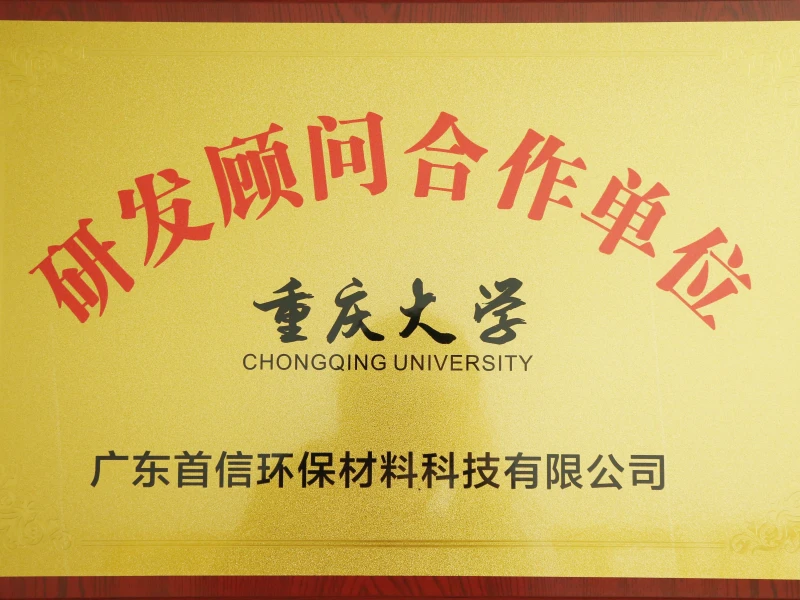 研发顾问合作单位
重庆大学
CHONGQING UNIVERSITY
广东首信环保材料科技有限公司